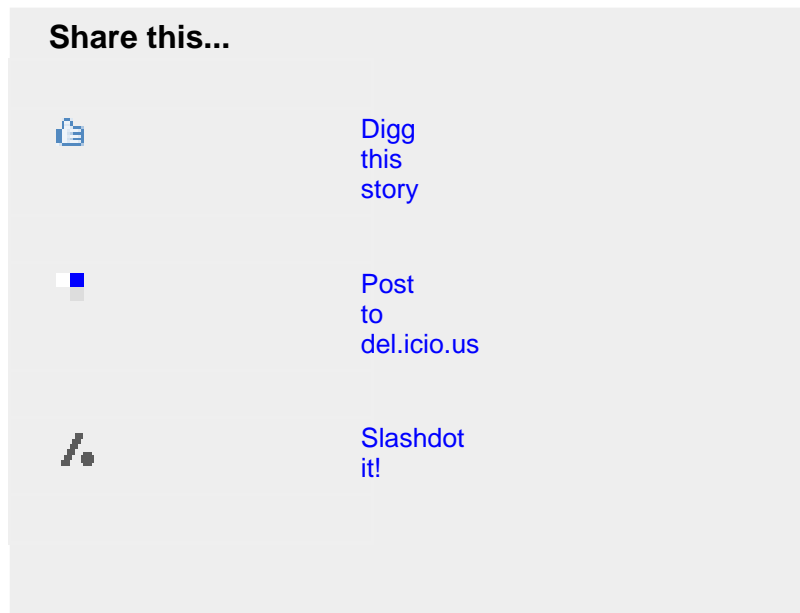 Share this...
Digg
this
story
Post
to
del.icio.us
Slashdot
it!